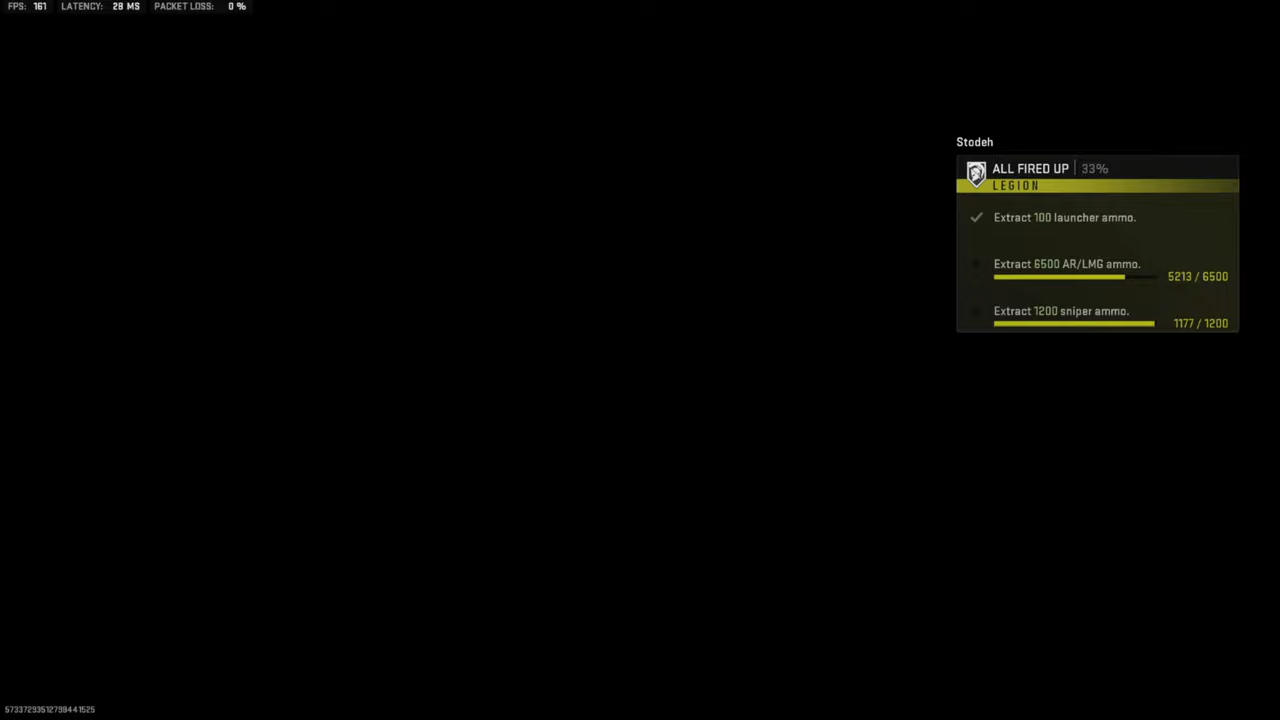 FPS: 161 LATENCY: 28 MS PACKET LOSS: 0 %
Stodeh
ALL FIRED UP | 33%
LEGION
Extract 100 launcher ammo.
Extract 6500 AR/LMG ammo.
5213 / 6500
Extract 1200 sniper ammo.
1177 / 1200
57337293512798441525